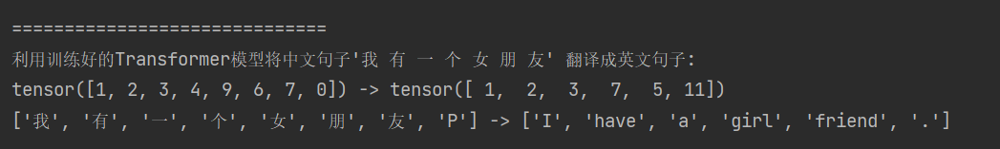 ==============================
利用训练好的Transformer模型将中文句子'我 有 一 个 女 朋 友' 翻译成英文句子:
tensor([1, 2, 3, 4, 9, 6, 7, 0]) -> tensor([ 1,  2,  3,  7,  5, 11])
['我', '有', '一', '个', '女', '朋', '友', 'P'] -> ['I', 'have', 'a', 'girl', 'friend', '.']